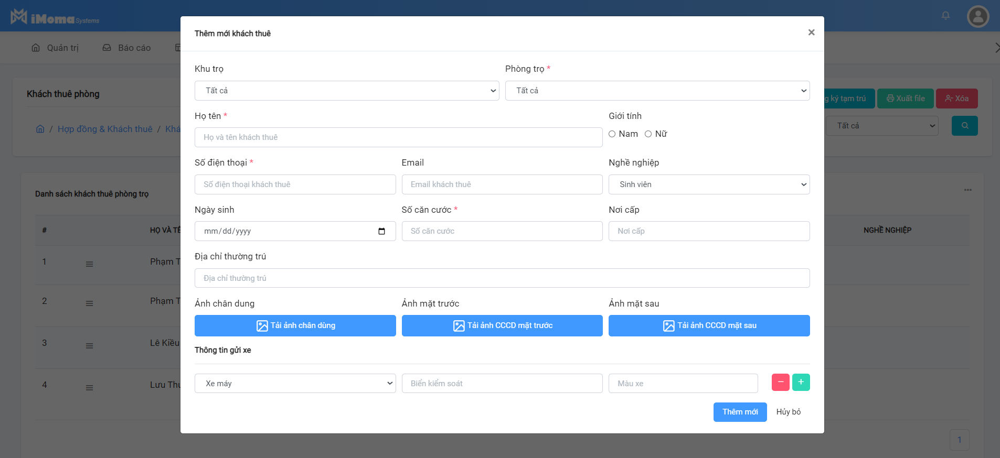 iMoma Systems
Quản trị
Báo cáo
Khách thuê phòng
/ Hợp đồng & Khách thuê /
ký tạm trú
Xuất file
Xóa
Tất cả
Danh sách khách thuê phòng trọ
# HỌ VÀ NGHỀ NGHIỆP
1 Phạm
2 Phạm
3 Lê Kiều
4 Lưu
1
Thêm mới khách thuê
×
Khu trọ Phòng trọ *
Tất cả Tất cả
Họ tên * Giới tính
Họ và tên khách thuê Nam Nữ
Số điện thoại * Email Nghề nghiệp
Số điện thoại khách thuê Email khách thuê Sinh viên
Ngày sinh Số căn cước * Nơi cấp
mm/dd/yyyy Số căn cước Nơi cấp
Địa chỉ thường trú
Địa chỉ thường trú
Ảnh chân dung Ảnh mặt trước Ảnh mặt sau
Tải ảnh chân dùng Tải ảnh CCCD mặt trước Tải ảnh CCCD mặt sau
Thông tin gửi xe
Xe máy Biển kiểm soát Màu xe − +
Thêm mới Hủy bỏ